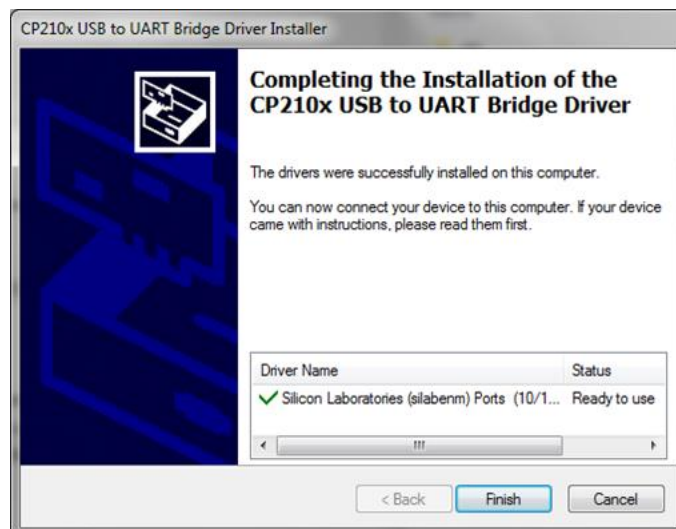 CP210x USB to UART Bridge Driver Installer
Completing the Installation of the
CP210x USB to UART Bridge Driver
The drivers were successfully installed on this computer.
You can now connect your device to this computer. If your device
came with instructions, please read them first.
Driver Name Status
Silicon Laboratories (silabenm) Ports (10/1... Ready to use
< Back Finish Cancel